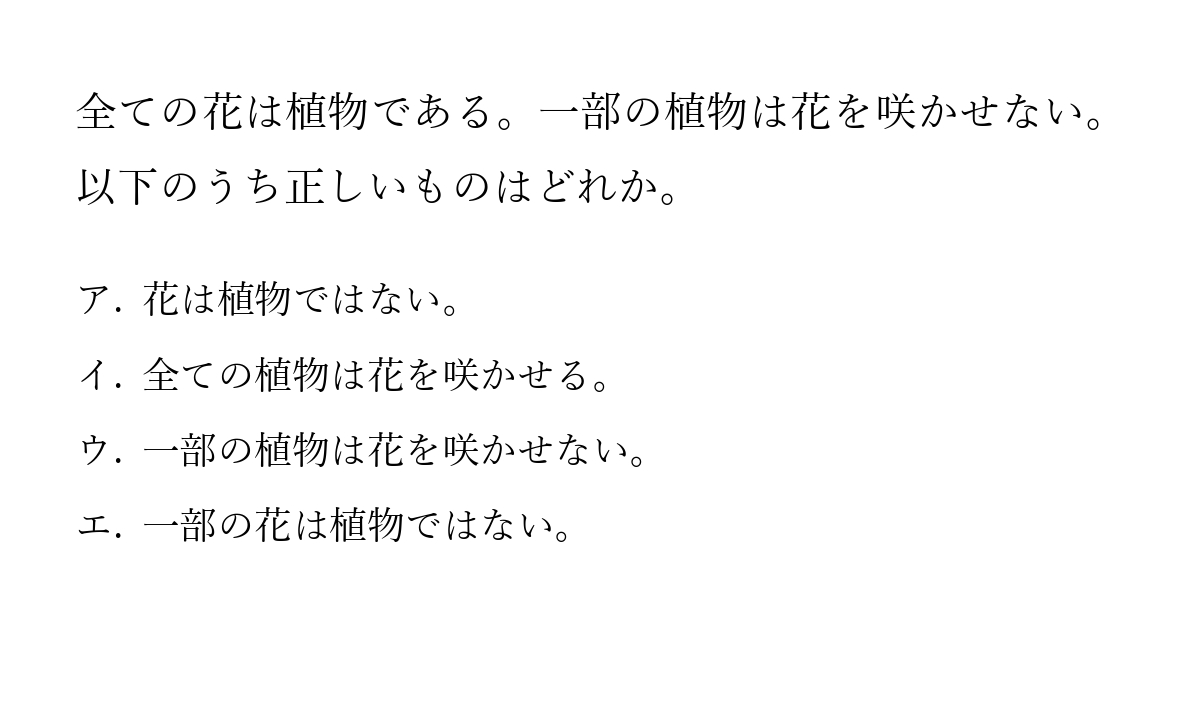 全ての花は植物である。一部の植物は花を咲かせない。
以下のうち正しいものはどれか。
ア. 花は植物ではない。
イ. 全ての植物は花を咲かせる。
ウ. 一部の植物は花を咲かせない。
エ. 一部の花は植物ではない。